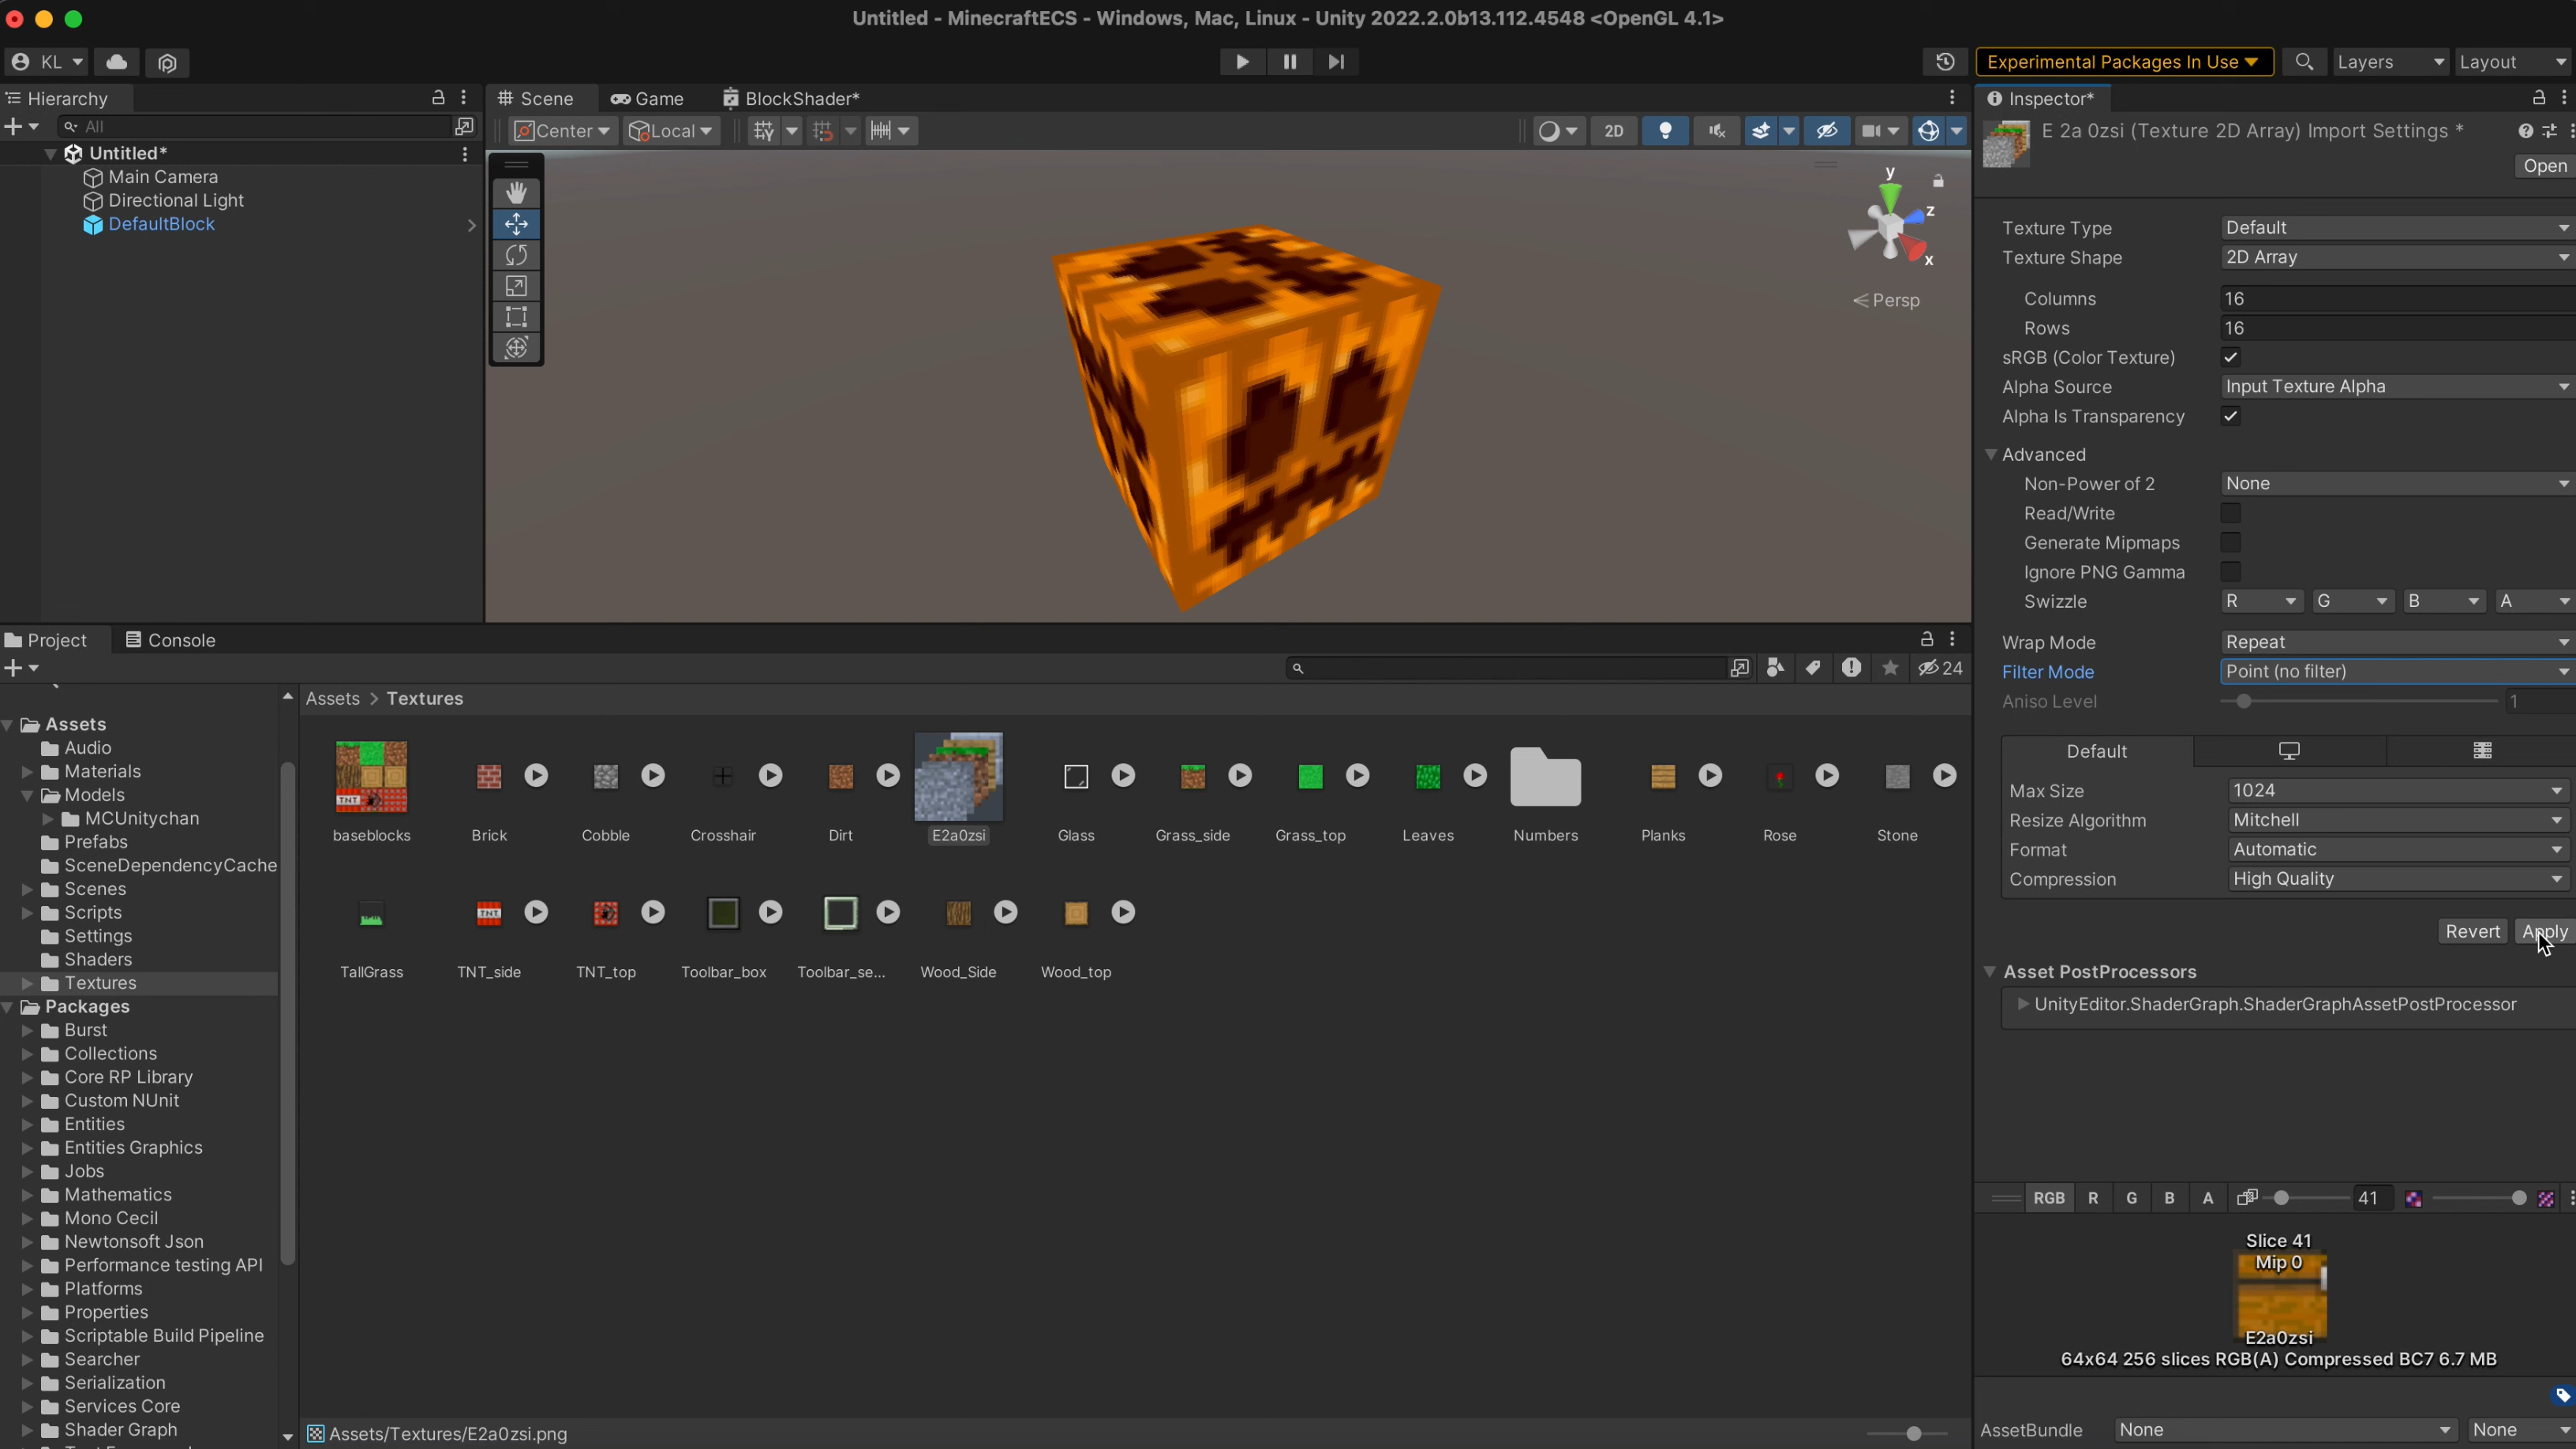 Untitled - MinecraftECS - Windows, Mac, Linux - Unity 2022.2.0b13.112.4548 <OpenGL 4.1>
KL
Experimental Packages In Use
Layers
Layout
Hierarchy
All
Untitled*
Main Camera
Directional Light
DefaultBlock
Scene
Game
BlockShader*
Center
Local
2D
y
z
x
Persp
Inspector*
E 2a 0zsi (Texture 2D Array) Import Settings *
Open
Texture Type Default
Texture Shape 2D Array
Columns 16
Rows 16
sRGB (Color Texture)
Alpha Source Input Texture Alpha
Alpha Is Transparency
Advanced
Non-Power of 2 None
Read/Write
Generate Mipmaps
Ignore PNG Gamma
Swizzle R G B A
Wrap Mode Repeat
Filter Mode Point (no filter)
Aniso Level 1
Default
Max Size 1024
Resize Algorithm Mitchell
Format Automatic
Compression High Quality
Revert
Apply
Asset PostProcessors
UnityEditor.ShaderGraph.ShaderGraphAssetPostProcessor
RGB R G B A 41
Slice 41
Mip 0
E2a0zsi
64x64 256 slices RGB(A) Compressed BC7 6.7 MB
AssetBundle None None
Project
Console
24
Assets
Audio
Materials
Models
MCUnitychan
Prefabs
SceneDependencyCache
Scenes
Scripts
Settings
Shaders
Textures
Packages
Burst
Collections
Core RP Library
Custom NUnit
Entities
Entities Graphics
Jobs
Mathematics
Mono Cecil
Newtonsoft Json
Performance testing API
Platforms
Properties
Scriptable Build Pipeline
Searcher
Serialization
Services Core
Shader Graph
Assets > Textures
TNT
baseblocks Brick Cobble Crosshair Dirt E2a0zsi Glass Grass_side Grass_top Leaves Numbers Planks Rose Stone
TNT
TallGrass TNT_side TNT_top Toolbar_box Toolbar_se... Wood_Side Wood_top
Assets/Textures/E2a0zsi.png